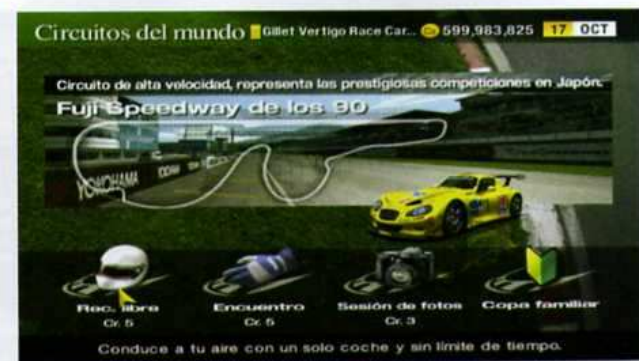 Circuitos del mundo Gillet Vertigo Race Car... Cr 599,983,825 17 OCT
Circuito de alta velocidad, representa las prestigiosas competiciones en Japón.
Fuji Speedway de los 90
YOKOHAMA
Rec. libre Encuentro Sesión de fotos Copa familiar
Cr. 5 Cr. 5 Cr. 3
Conduce a tu aire con un solo coche y sin límite de tiempo.